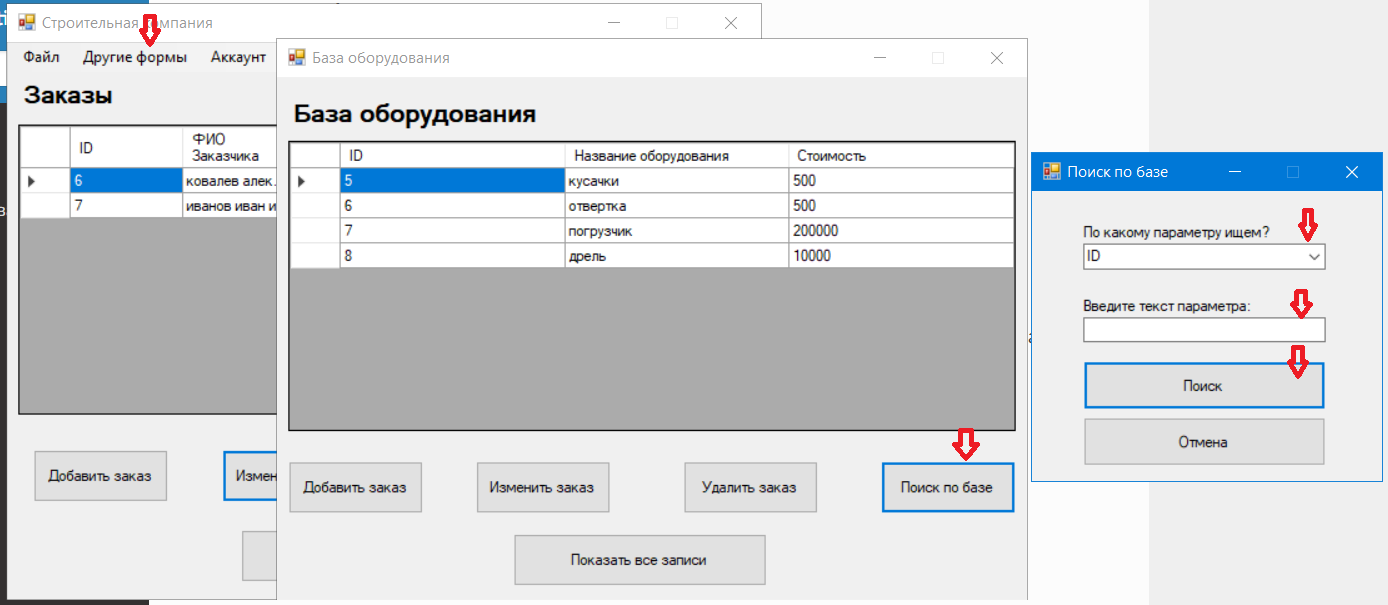 Строительная компания
Файл Другие формы Аккаунт
Заказы
ID ФИО
Заказчика
6 ковалев алек.
7 иванов иван и
Добавить заказ Измен
База оборудования
База оборудования
ID Название оборудования Стоимость
5 кусачки 500
6 отвертка 500
7 погрузчик 200000
8 дрель 10000
Добавить заказ Изменить заказ Удалить заказ Поиск по базе
Показать все записи
Поиск по базе
По какому параметру ищем?
ID
Введите текст параметра:
Поиск
Отмена